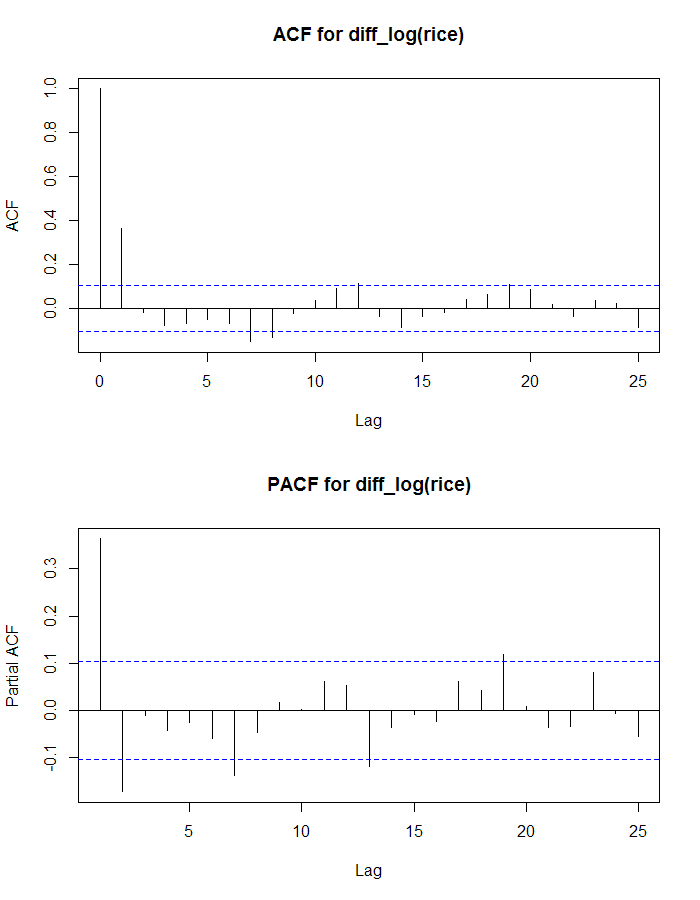 ACF for diff_log(rice)
1.0
0.8
0.6
0.4
0.2
0.0
ACF
0 5 10 15 20 25
Lag
PACF for diff_log(rice)
0.3
0.2
0.1
0.0
-0.1
Partial ACF
5 10 15 20 25
Lag